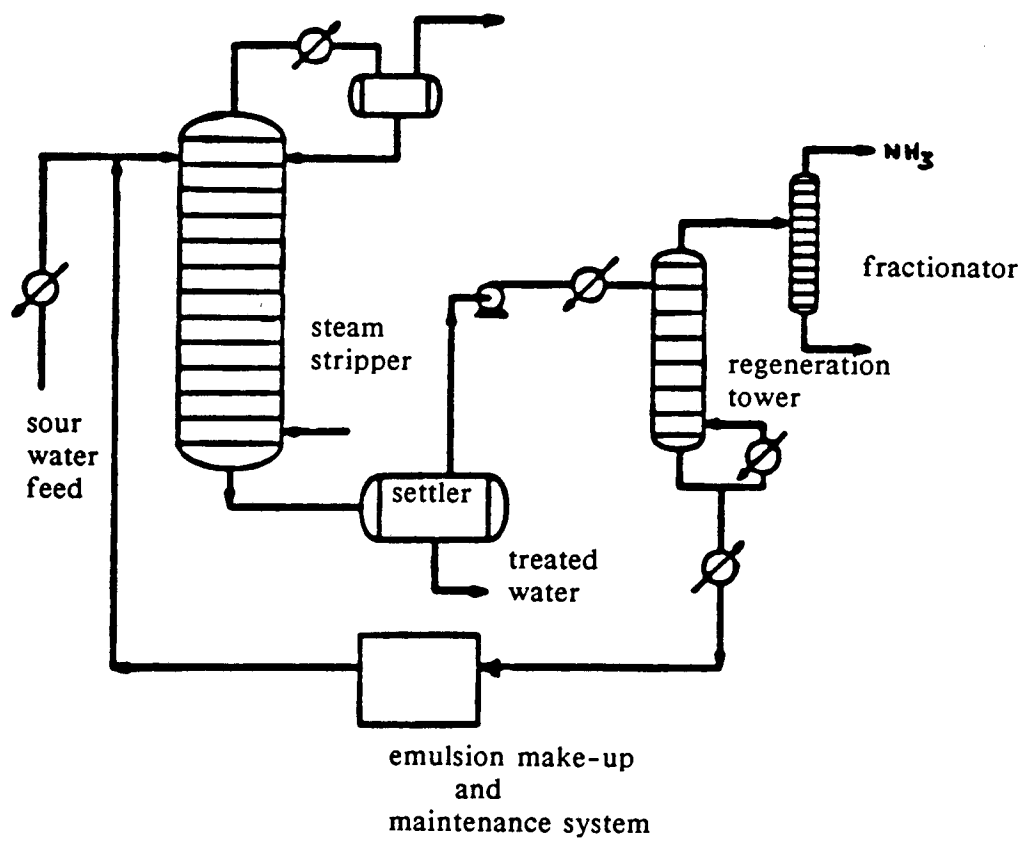 NH3
fractionator
steam
stripper
regeneration
tower
sour
water
feed
settler
treated
water
emulsion make-up
and
maintenance system